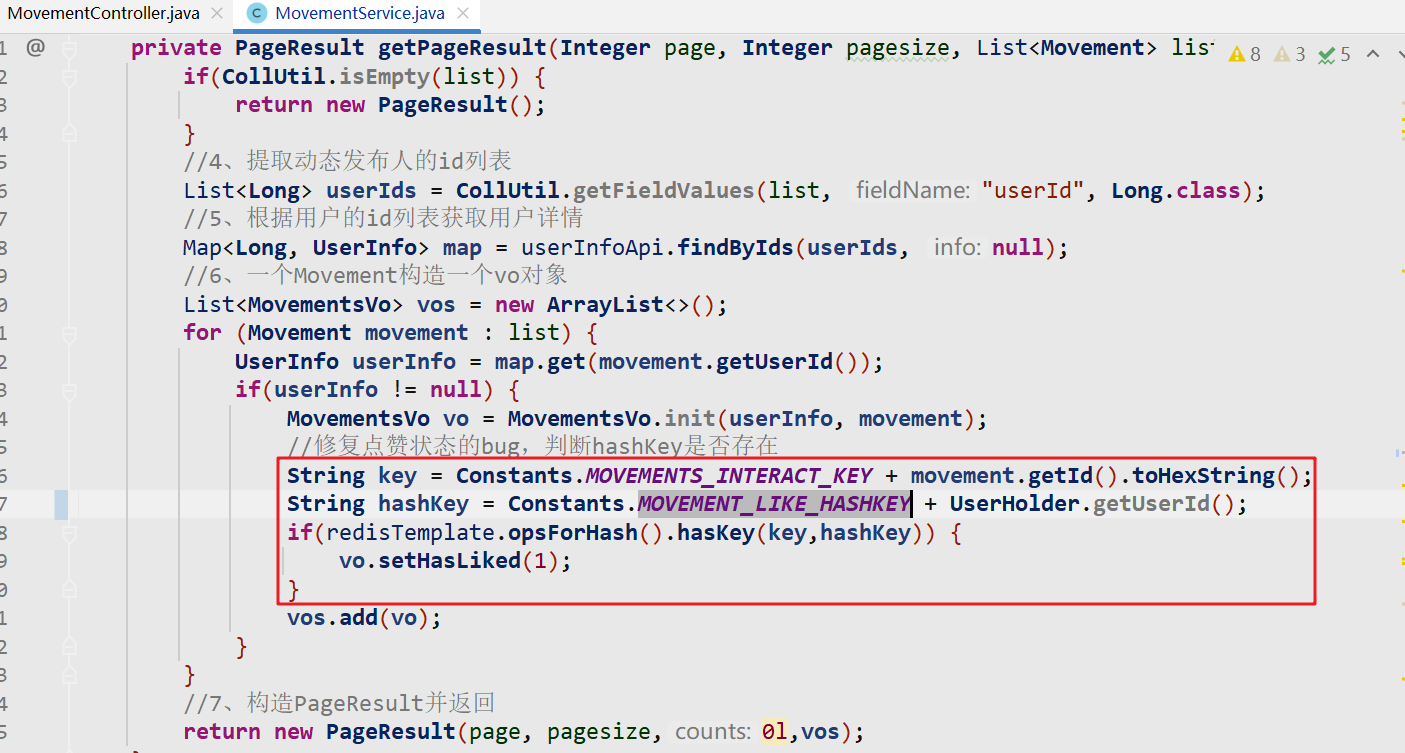 MovementController.java × C MovementService.java ×
1 @ private PageResult getPageResult(Integer page, Integer pagesize, List<Movement> lis 8 3 5
2 if(CollUtil.isEmpty(list)) {
3 return new PageResult();
4 }
5 //4、提取动态发布人的id列表
6 List<Long> userIds = CollUtil.getFieldValues(list, fieldName: "userId", Long.class);
7 //5、根据用户的id列表获取用户详情
8 Map<Long, UserInfo> map = userInfoApi.findByIds(userIds, info: null);
9 //6、一个Movement构造一个vo对象
0 List<MovementsVo> vos = new ArrayList<>();
1 for (Movement movement : list) {
2 UserInfo userInfo = map.get(movement.getUserId());
3 if(userInfo != null) {
4 MovementsVo vo = MovementsVo.init(userInfo, movement);
5 //修复点赞状态的bug，判断hashKey是否存在
6 String key = Constants.MOVEMENTS_INTERACT_KEY + movement.getId().toHexString();
7 String hashKey = Constants.MOVEMENT_LIKE_HASHKEY + UserHolder.getUserId();
8 if(redisTemplate.opsForHash().hasKey(key,hashKey)) {
9 vo.setHasLiked(1);
0 }
1 vos.add(vo);
2 }
3 }
4 //7、构造PageResult并返回
5 return new PageResult(page, pagesize, counts: 0l,vos);